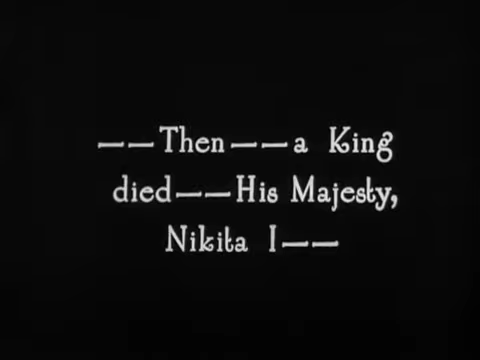 ——Then——a King
died——His Majesty,
Nikita I——